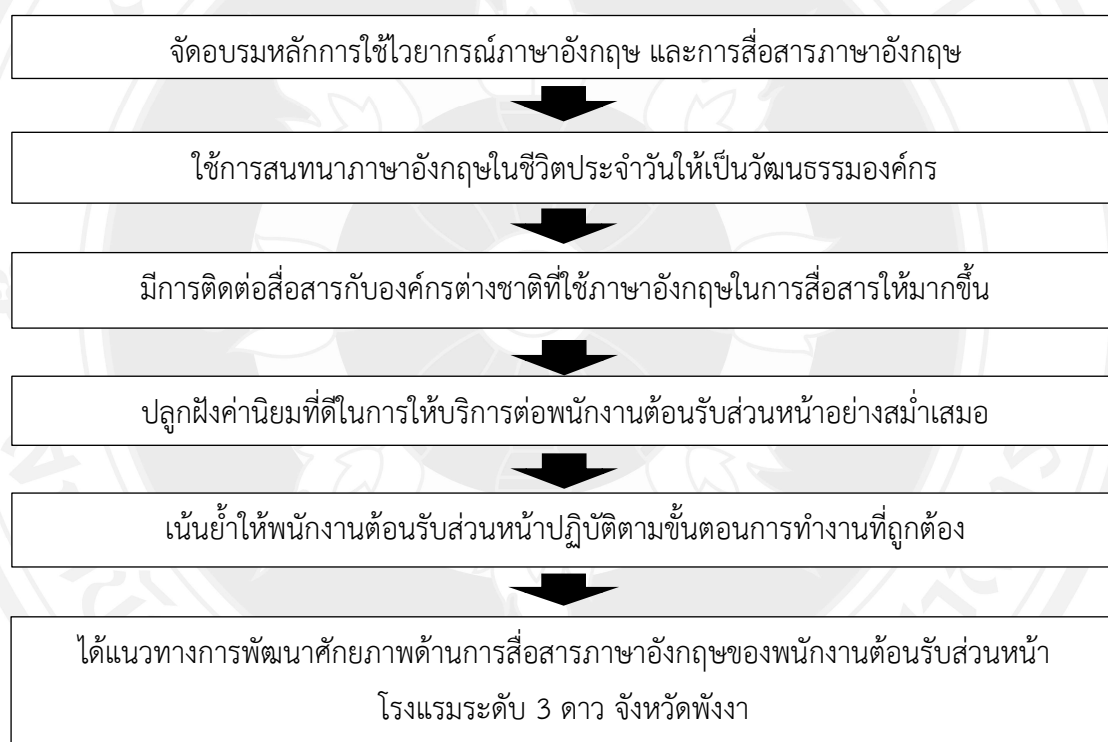 จัดอบรมหลักการใช้ไวยากรณ์ภาษาอังกฤษ และการสื่อสารภาษาอังกฤษ
ใช้การสนทนาภาษาอังกฤษในชีวิตประจำวันให้เป็นวัฒนธรรมองค์กร
มีการติดต่อสื่อสารกับองค์กรต่างชาติที่ใช้ภาษาอังกฤษในการสื่อสารให้มากขึ้น
ปลูกฝังค่านิยมที่ดีในการให้บริการต่อพนักงานต้อนรับส่วนหน้าอย่างสม่ำเสมอ
เน้นย้ำให้พนักงานต้อนรับส่วนหน้าปฏิบัติตามขั้นตอนการทำงานที่ถูกต้อง
ได้แนวทางการพัฒนาศักยภาพด้านการสื่อสารภาษาอังกฤษของพนักงานต้อนรับส่วนหน้า
โรงแรมระดับ 3 ดาว จังหวัดพังงา